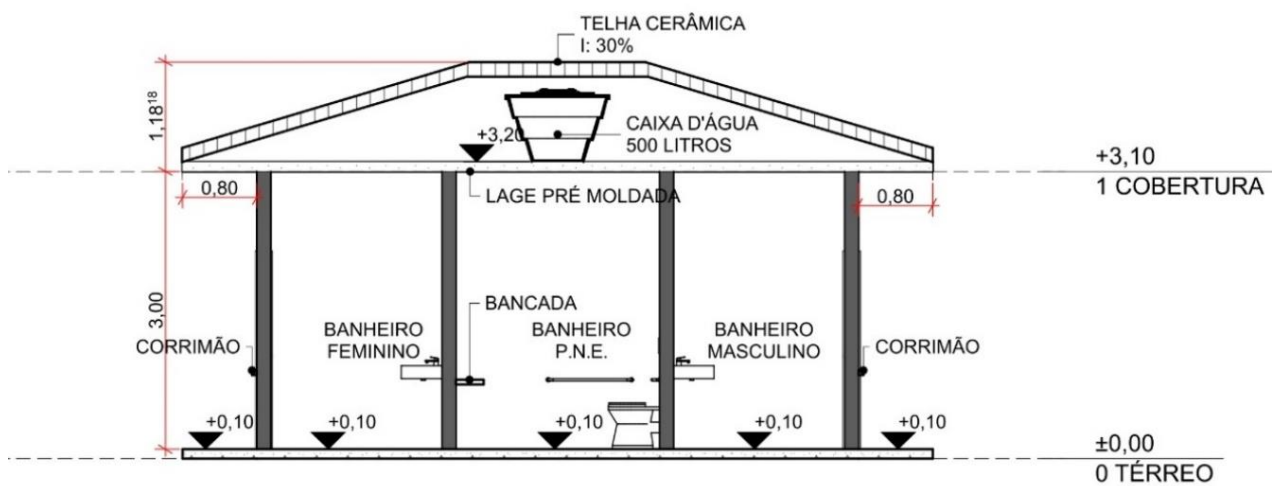 TELHA CERÂMICA
I: 30%
1,18¹⁸
+3,20
CAIXA D'ÁGUA
500 LITROS
+3,10
1 COBERTURA
0,80
LAGE PRÉ MOLDADA
0,80
3,00
BANCADA
CORRIMÃO
BANHEIRO
FEMININO
BANHEIRO
P.N.E.
BANHEIRO
MASCULINO
CORRIMÃO
+0,10
+0,10
+0,10
+0,10
+0,10
±0,00
0 TÉRREO